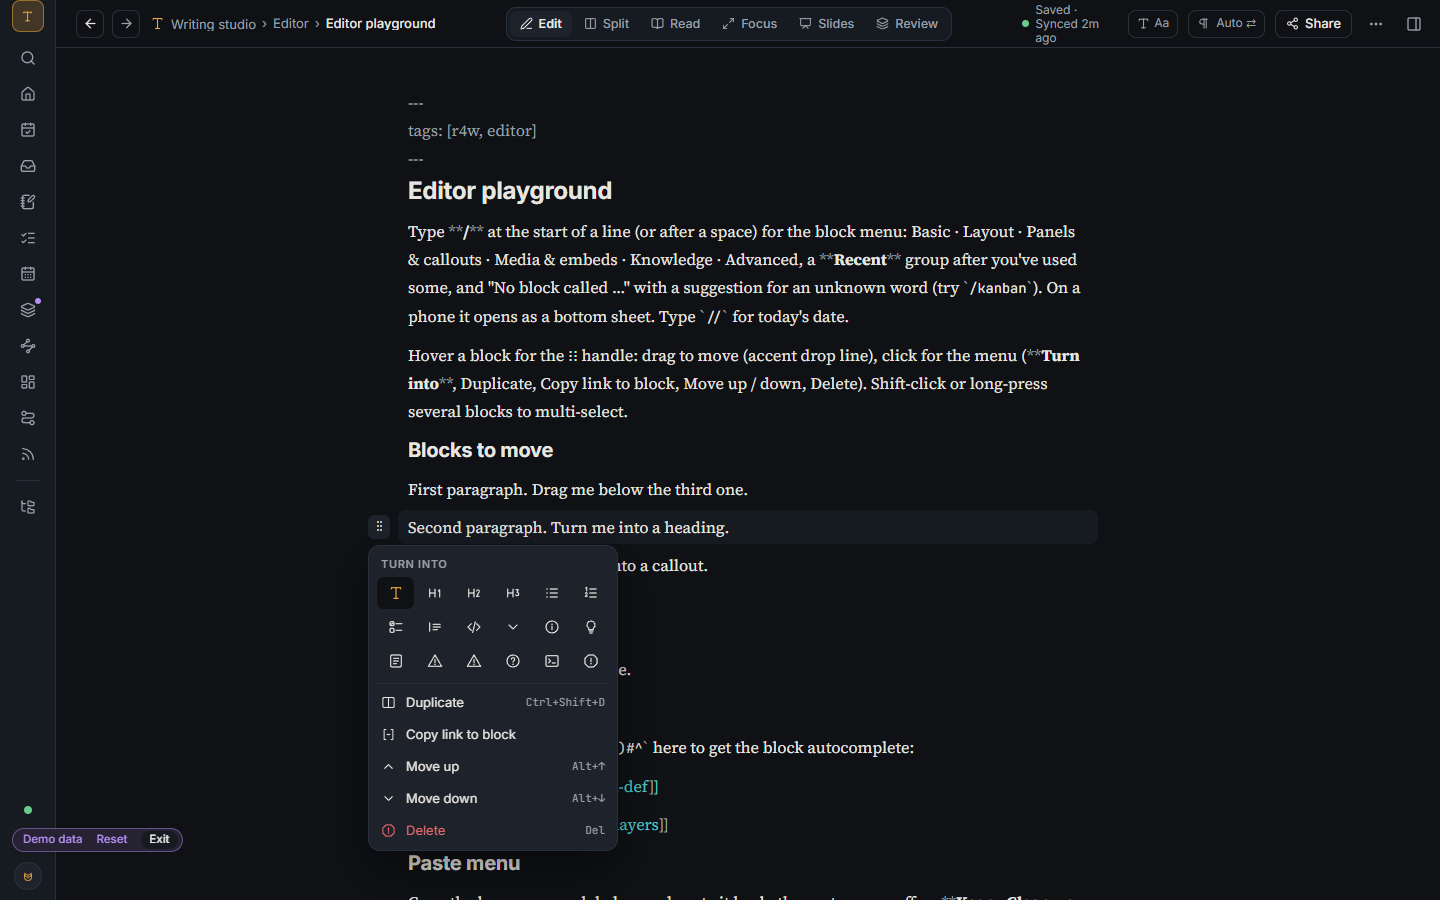 T
Writing studio › Editor › Editor playground
Edit
Split
Read
Focus
Slides
Review
Saved ·
Synced 2m
ago
Aa
Auto
Share
---
tags: [r4w, editor]
---
Editor playground
Type **/** at the start of a line (or after a space) for the block menu: Basic · Layout · Panels
& callouts · Media & embeds · Knowledge · Advanced, a **Recent** group after you've used
some, and "No block called …" with a suggestion for an unknown word (try `/kanban`). On a
phone it opens as a bottom sheet. Type `//` for today's date.
Hover a block for the ⠿ handle: drag to move (accent drop line), click for the menu (**Turn
into**, Duplicate, Copy link to block, Move up / down, Delete). Shift-click or long-press
several blocks to multi-select.
Blocks to move
First paragraph. Drag me below the third one.
Second paragraph. Turn me into a heading.
TURN INTO
into a callout.
T H1 H2 H3
e.
Duplicate Ctrl+Shift+D
Copy link to block
)#^` here to get the block autocomplete:
Move up Alt+↑
-def]]
Move down Alt+↓
ayers]]
Delete Del
Demo data Reset Exit
Paste menu